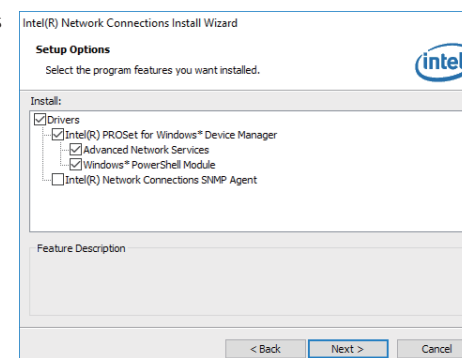 Intel(R) Network Connections Install Wizard
Setup Options
Select the program features you want installed.
intel
Install:
Drivers
Intel(R) PROSet for Windows* Device Manager
Advanced Network Services
Windows* PowerShell Module
Intel(R) Network Connections SNMP Agent
Feature Description
< Back
Next >
Cancel